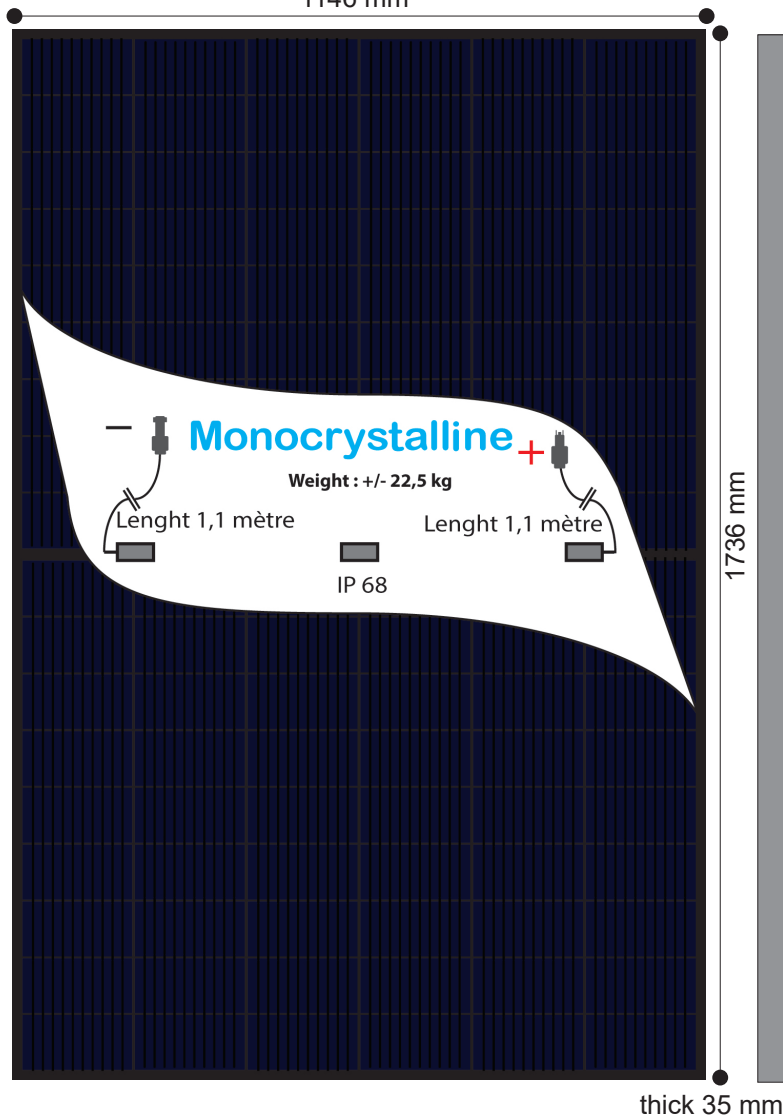 1146 mm
− Monocrystalline +
Weight : +/- 22,5 kg
Lenght 1,1 mètre
Lenght 1,1 mètre
IP 68
1736 mm
thick 35 mm